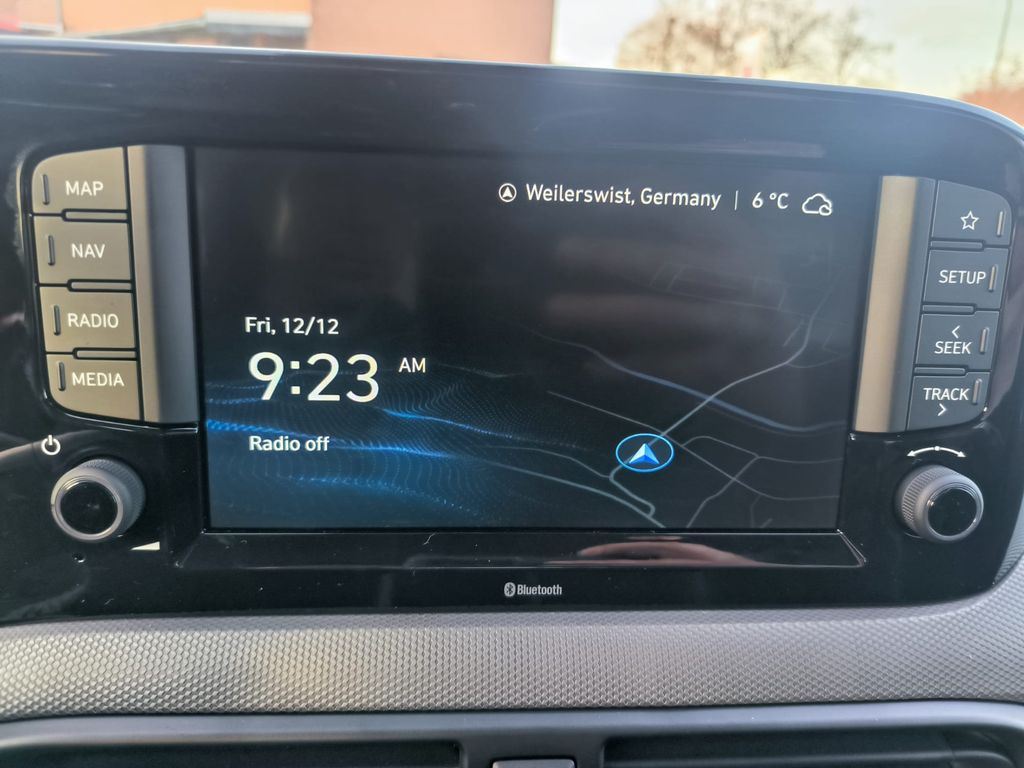 MAP
NAV
RADIO
MEDIA
Weilerswist, Germany | 6 °C
Fri, 12/12
9:23 AM
Radio off
SETUP
< SEEK
TRACK >
Bluetooth